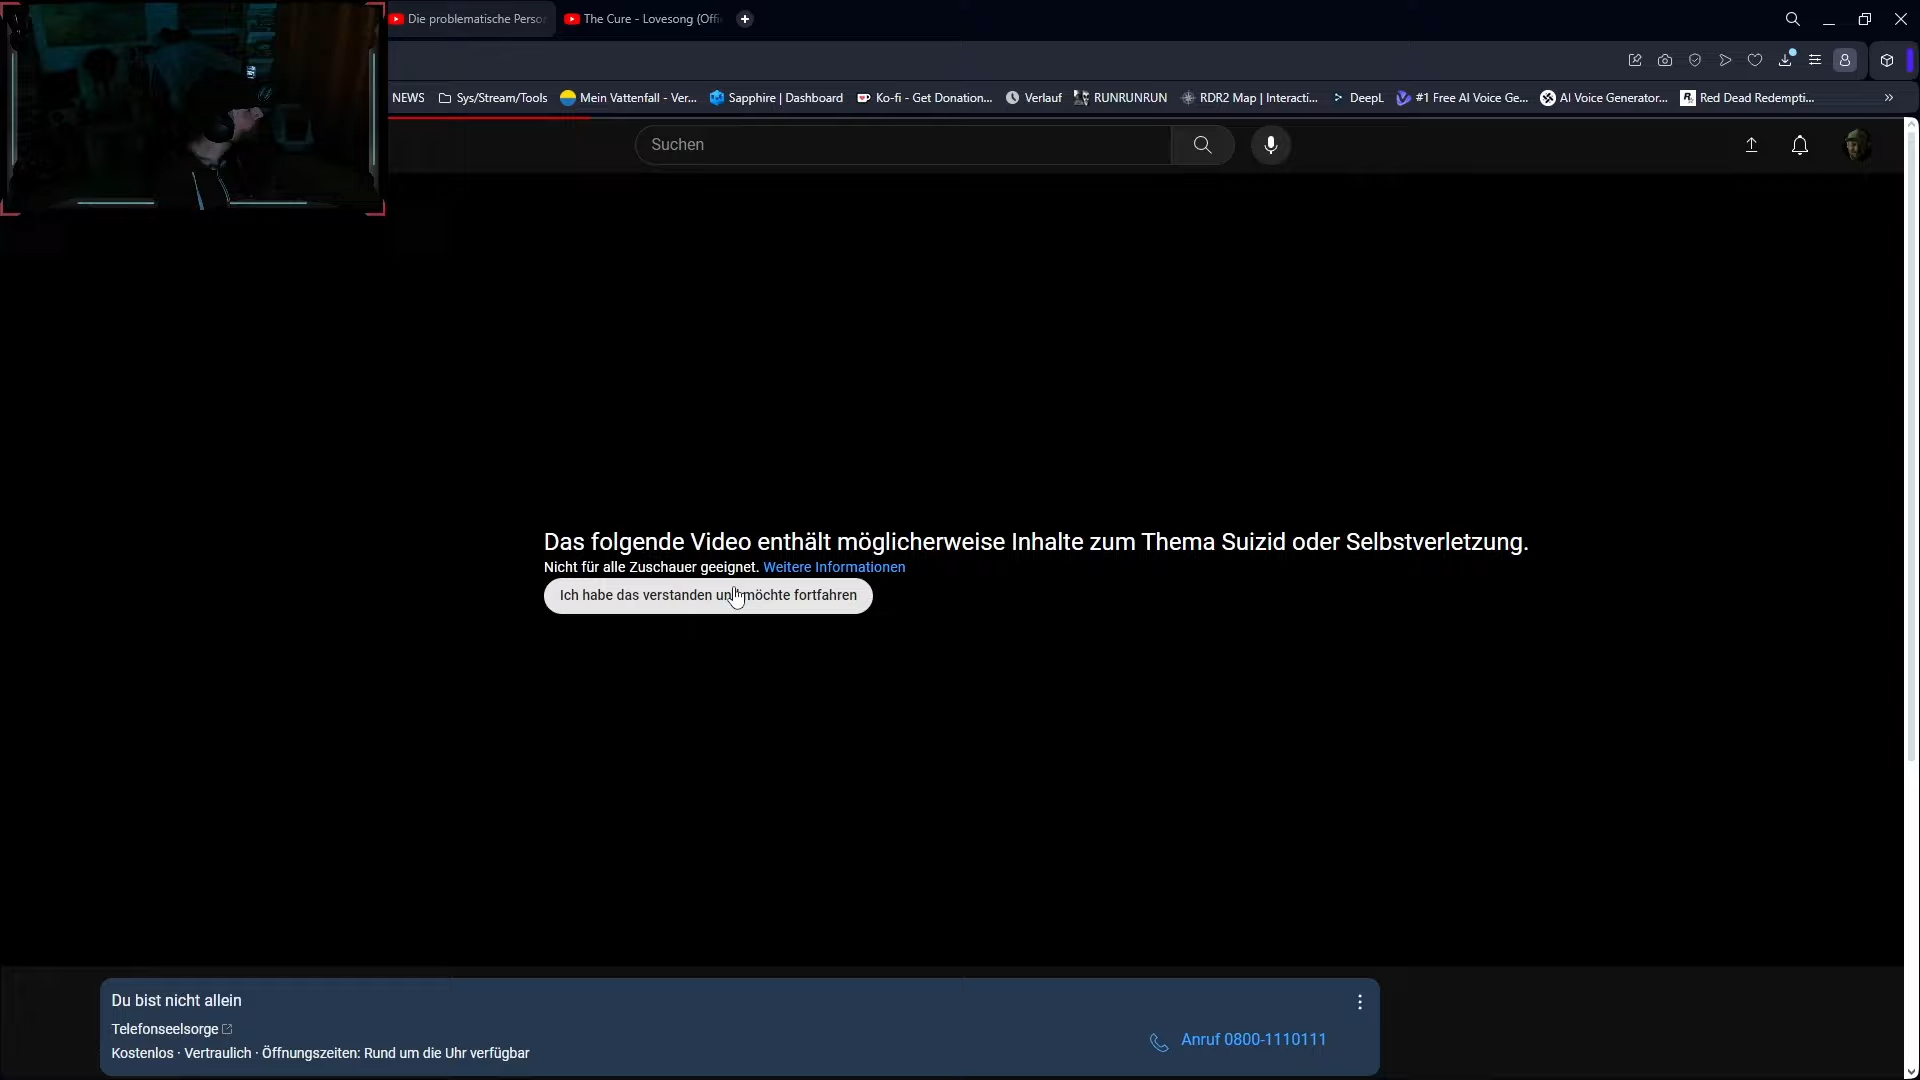 Die problematische Perso
The Cure - Lovesong (Offi
NEWS
Sys/Stream/Tools
Mein Vattenfall - Ver...
Sapphire | Dashboard
Ko-fi - Get Donation...
Verlauf
RUNRUNRUN
RDR2 Map | Interacti...
DeepL
#1 Free AI Voice Ge...
AI Voice Generator...
Red Dead Redempti...
Suchen
Das folgende Video enthält möglicherweise Inhalte zum Thema Suizid oder Selbstverletzung.
Nicht für alle Zuschauer geeignet. Weitere Informationen
Ich habe das verstanden und möchte fortfahren
Du bist nicht allein
Telefonseelsorge
Kostenlos · Vertraulich · Öffnungszeiten: Rund um die Uhr verfügbar
Anruf 0800-1110111